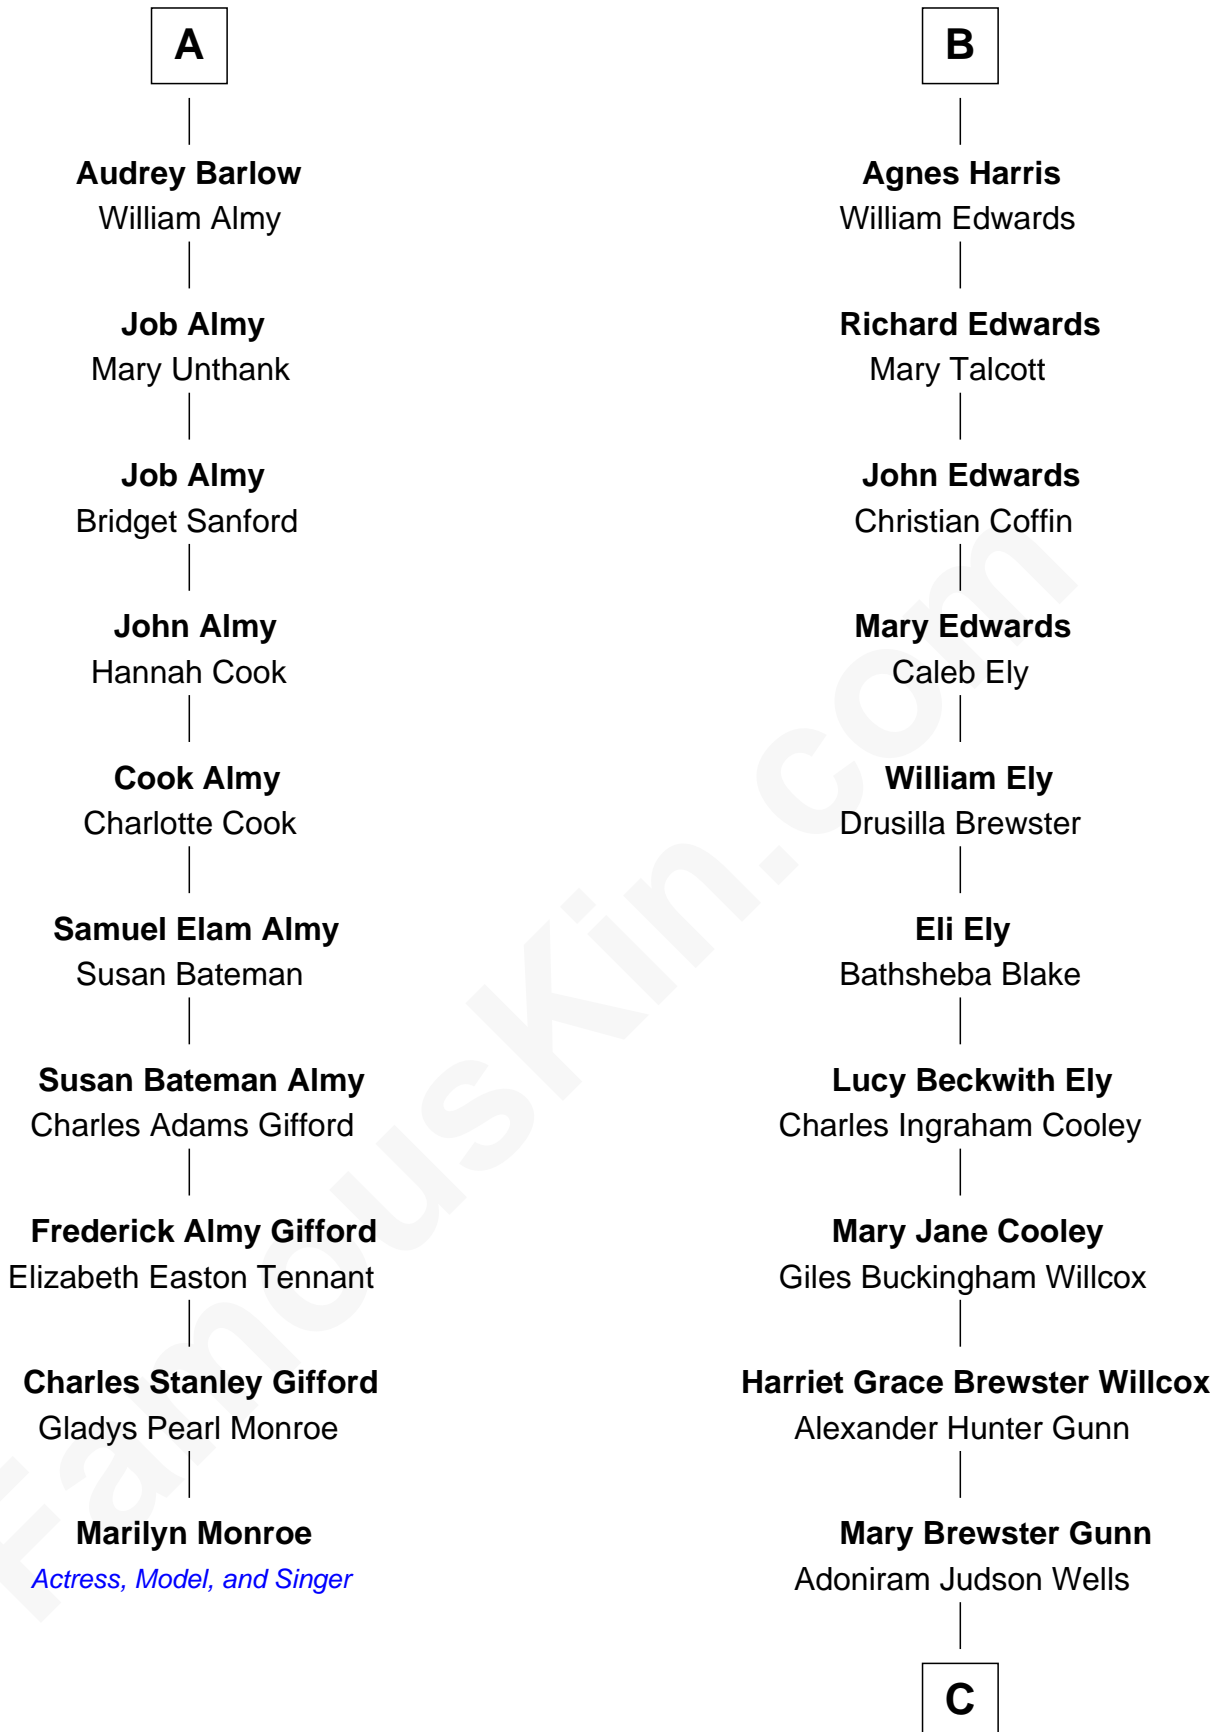 A
Audrey Barlow
William Almy
Job Almy
Mary Unthank
Job Almy
Bridget Sanford
John Almy
Hannah Cook
Cook Almy
Charlotte Cook
Samuel Elam Almy
Susan Bateman
Susan Bateman Almy
Charles Adams Gifford
Frederick Almy Gifford
Elizabeth Easton Tennant
Charles Stanley Gifford
Gladys Pearl Monroe
Marilyn Monroe
Actress, Model, and Singer
B
Agnes Harris
William Edwards
Richard Edwards
Mary Talcott
John Edwards
Christian Coffin
Mary Edwards
Caleb Ely
William Ely
Drusilla Brewster
Eli Ely
Bathsheba Blake
Lucy Beckwith Ely
Charles Ingraham Cooley
Mary Jane Cooley
Giles Buckingham Willcox
Harriet Grace Brewster Willcox
Alexander Hunter Gunn
Mary Brewster Gunn
Adoniram Judson Wells
C
FamousKin.com